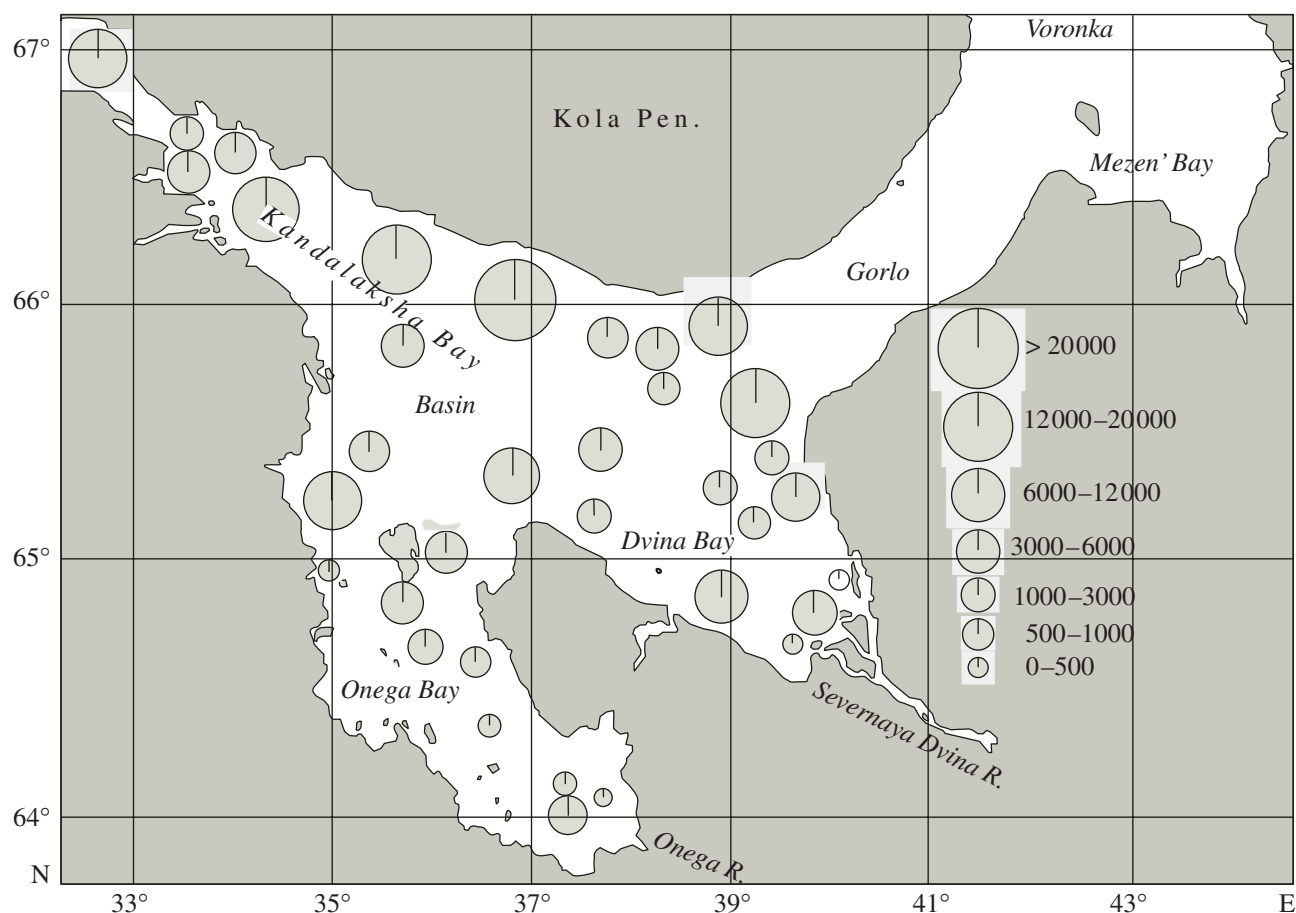 Voronka
67°
Kola Pen.
Mezen’ Bay
Kandalaksha Bay
Gorlo
66°
> 20000
Basin
12000–20000
6000–12000
Dvina Bay
3000–6000
65°
1000–3000
500–1000
0–500
Onega Bay
Severnaya Dvina R.
64°
Onega R.
N
33° 35° 37° 39° 41° 43° E